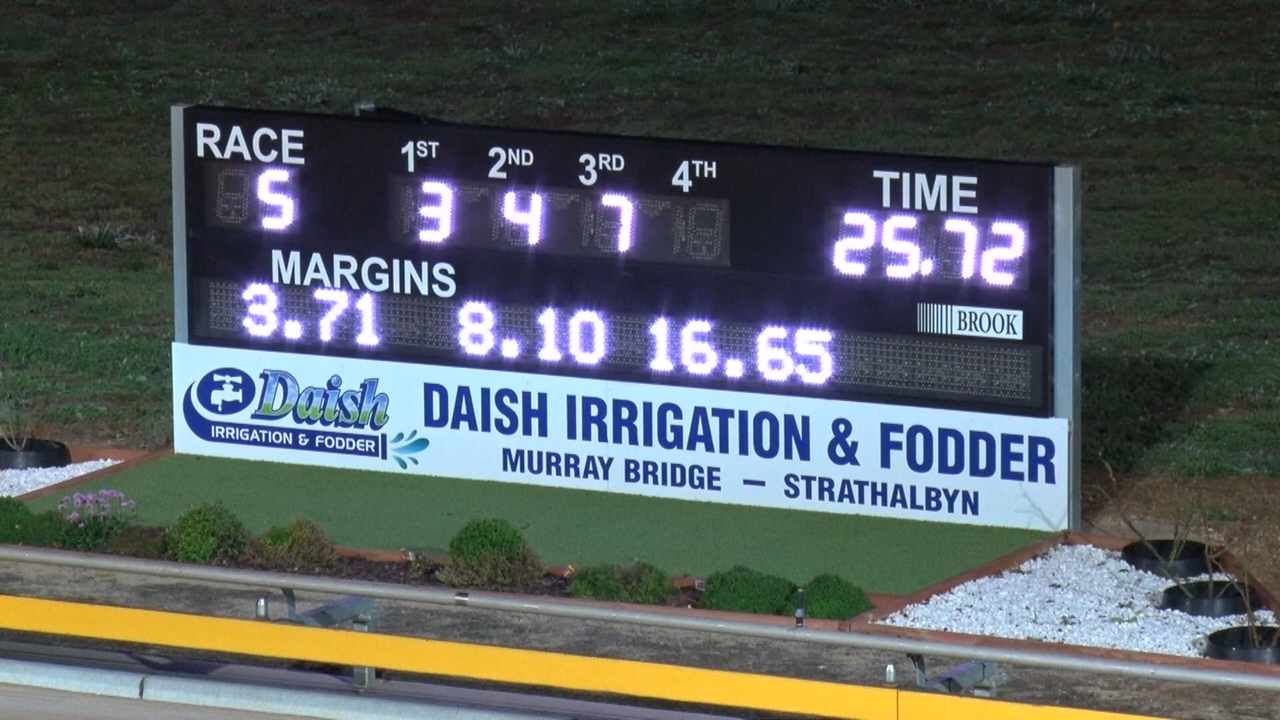 RACE 1ST 2ND 3RD 4TH TIME
5 3 4 7 25.72
MARGINS
3.71 8.10 16.65
BROOK
Daish
IRRIGATION & FODDER
DAISH IRRIGATION & FODDER
MURRAY BRIDGE — STRATHALBYN